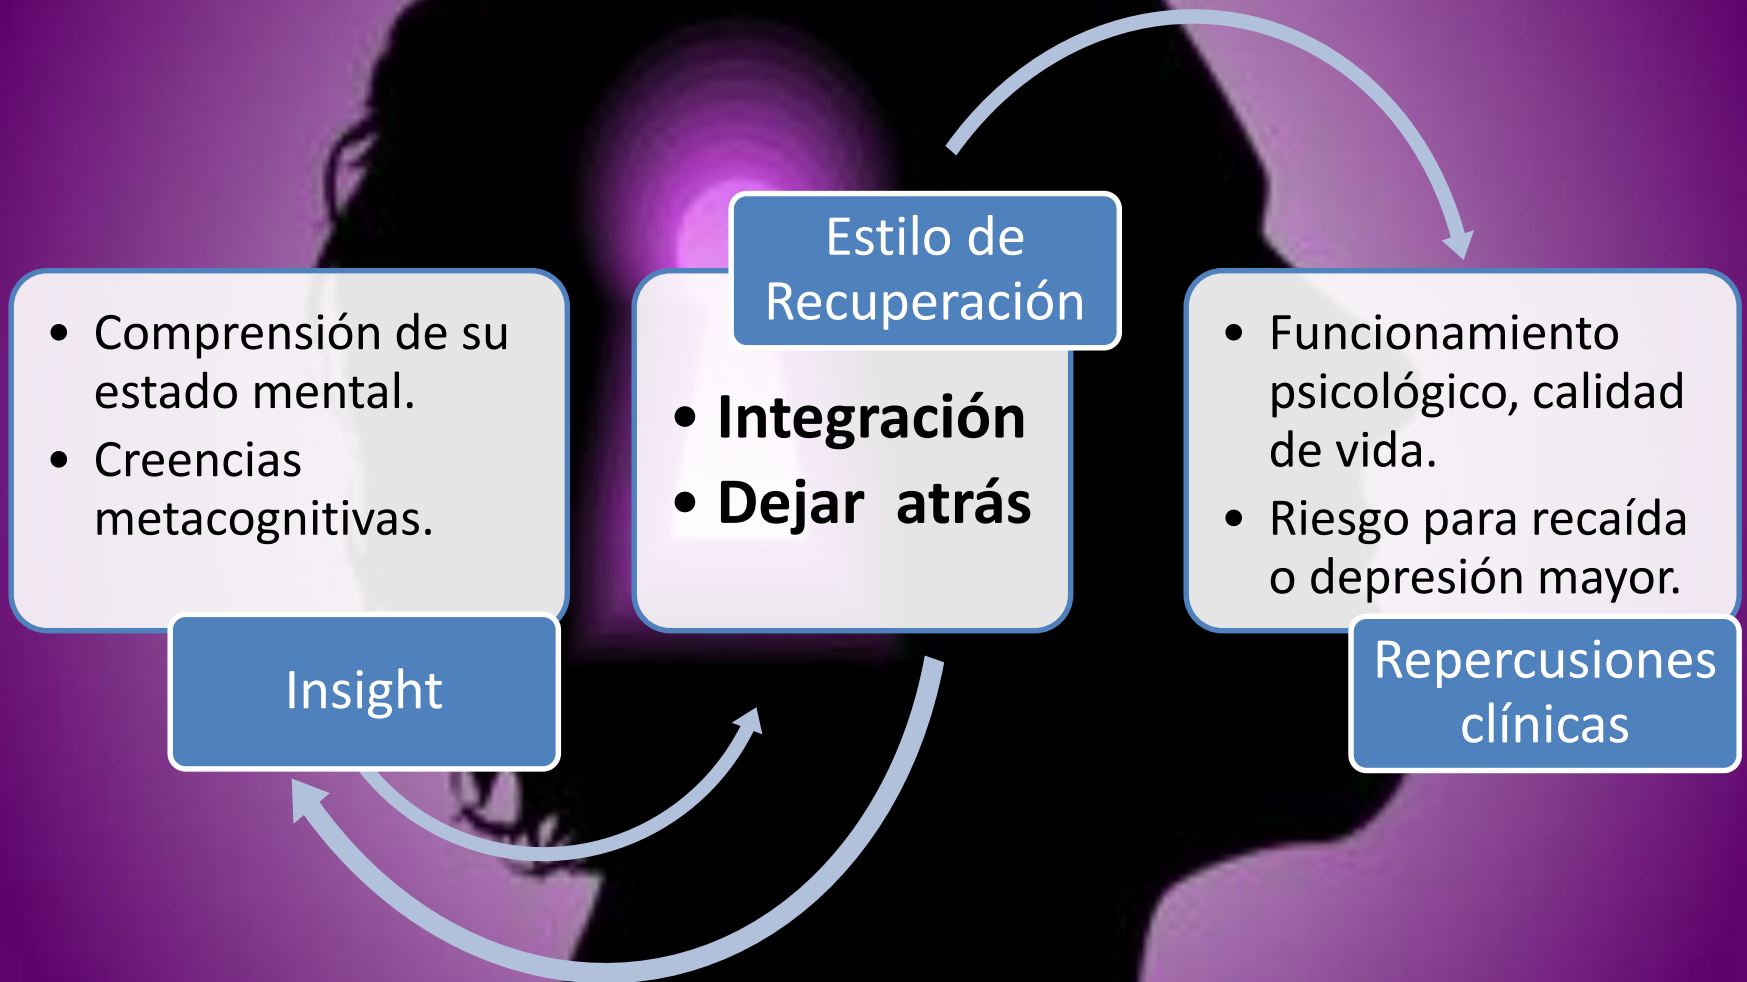 • Comprensión de su
estado mental.
• Creencias
metacognitivas.
Insight
Estilo de
Recuperación
• Integración
• Dejar  atrás
• Funcionamiento
psicológico, calidad
de vida.
• Riesgo para recaída
o depresión mayor.
Repercusiones
clínicas